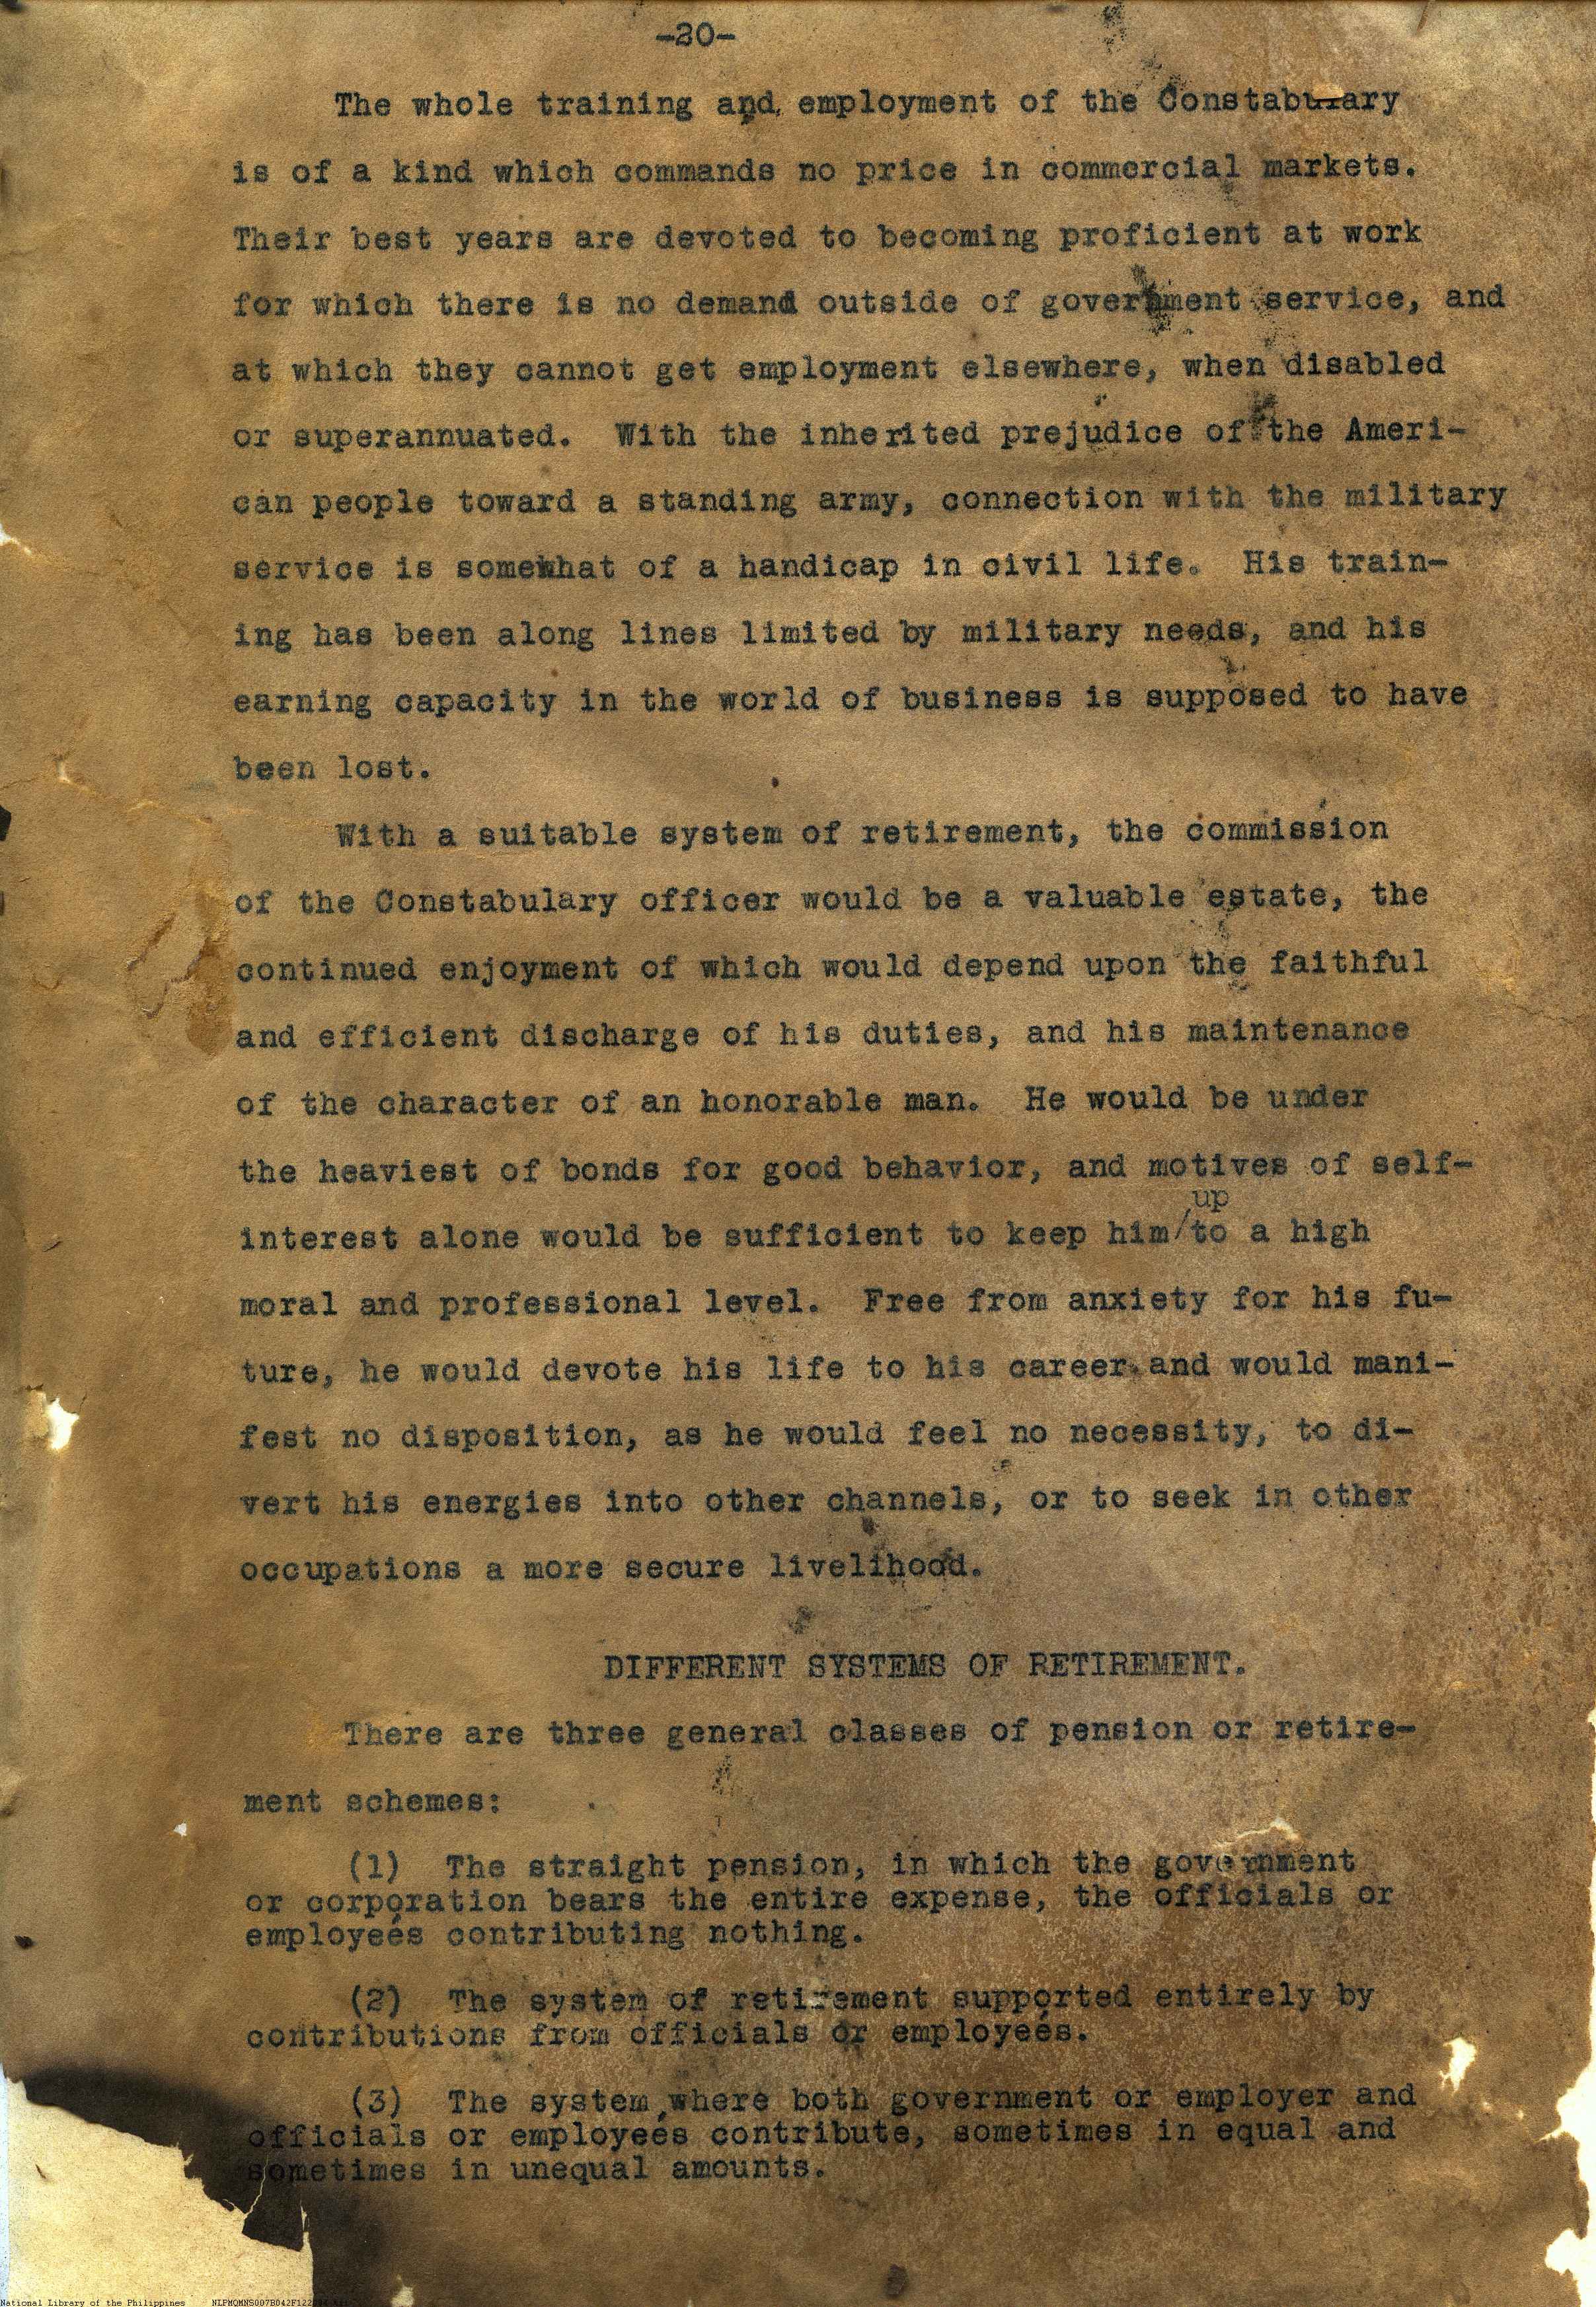 -20-
The whole training and employment of the Constabulary
is of a kind which commands no price in commercial markets.
Their best years are devoted to becoming proficient at work
for which there is no demand outside of government service, and
at which they cannot get employment elsewhere, when disabled
or superannuated. With the inherited prejudice of the Ameri-
can people toward a standing army, connection with the military
service is somewhat of a handicap in civil life. His train-
ing has been along lines limited by military needs, and his
earning capacity in the world of business is supposed to have
been lost.
With a suitable system of retirement, the commission
of the Constabulary officer would be a valuable estate, the
continued enjoyment of which would depend upon the faithful
and efficient discharge of his duties, and his maintenance
of the character of an honorable man. He would be under
the heaviest of bonds for good behavior, and motives of self-
up
interest alone would be sufficient to keep him/to a high
moral and professional level. Free from anxiety for his fu-
ture, he would devote his life to his career and would mani-
fest no disposition, as he would feel no necessity, to di-
vert his energies into other channels, or to seek in other
occupations a more secure livelihood.
DIFFERENT SYSTEMS OF RETIREMENT.
There are three general classes of pension or retire-
ment schemes:
(1) The straight pension, in which the government
or corporation bears the entire expense, the officials or
employeés contributing nothing.
(2) The system of retirement supported entirely by
contributions from officials or employeés.
(3) The system where both government or employer and
officials or employeés contribute, sometimes in equal and
sometimes in unequal amounts.
National Library of the Philippines